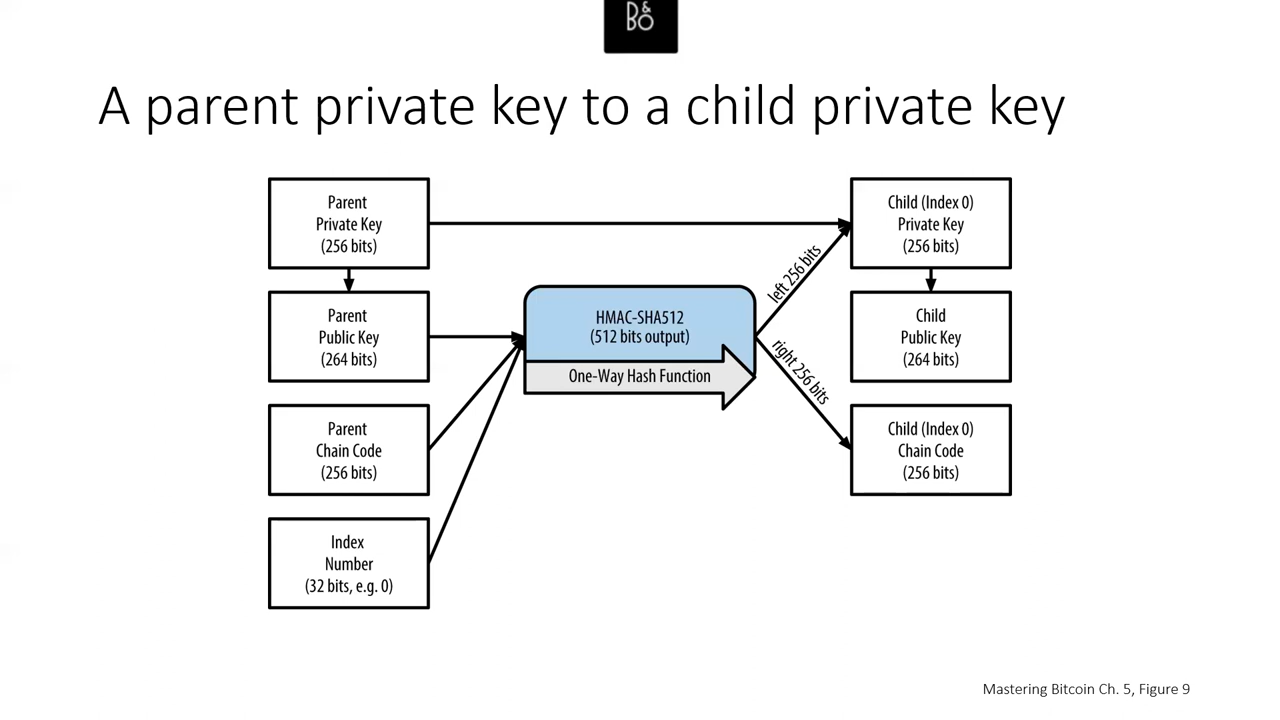 B&O
A parent private key to a child private key
Parent
Private Key
(256 bits)
Child (Index 0)
Private Key
(256 bits)
left 256 bits
Parent
Public Key
(264 bits)
HMAC-SHA512
(512 bits output)
One-Way Hash Function
Child
Public Key
(264 bits)
right 256 bits
Parent
Chain Code
(256 bits)
Child (Index 0)
Chain Code
(256 bits)
Index
Number
(32 bits, e.g. 0)
Mastering Bitcoin Ch. 5, Figure 9